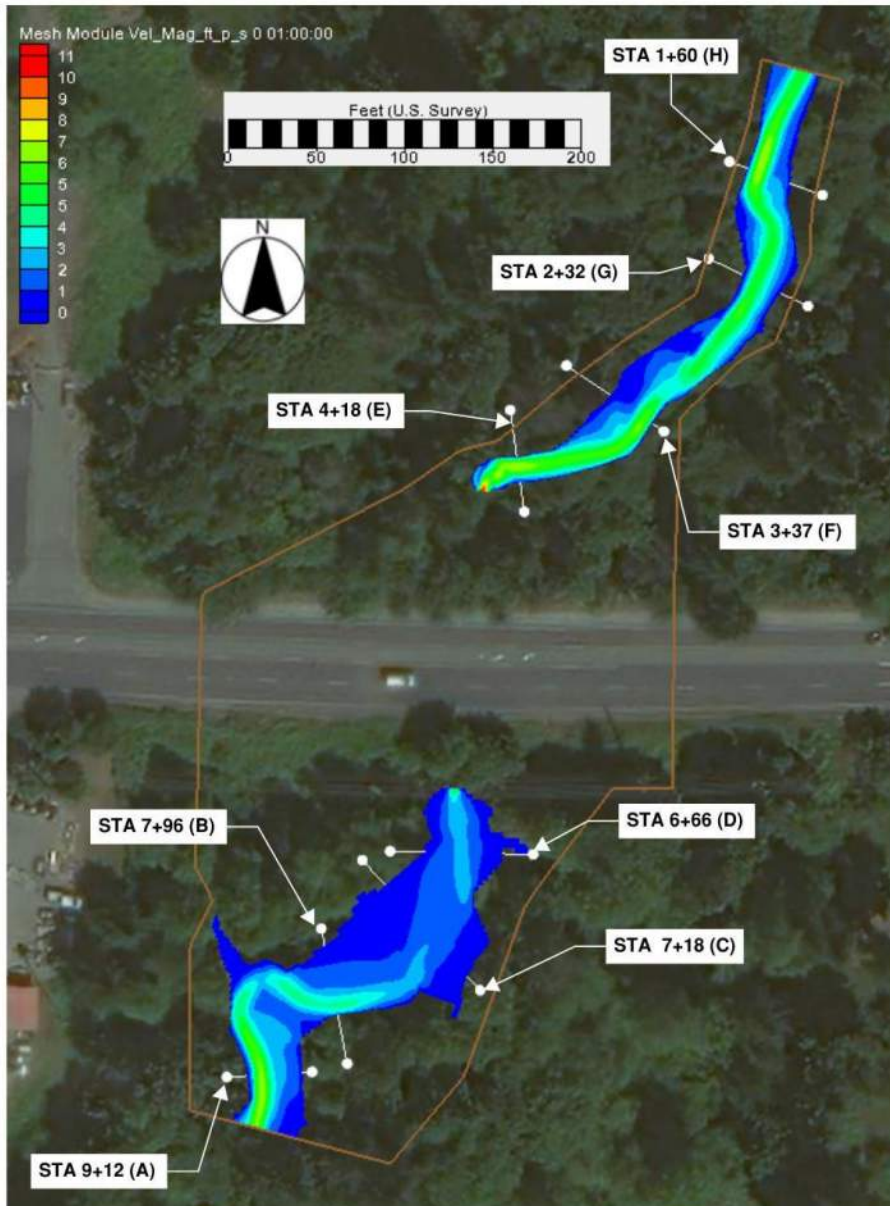 Mesh Module Vel_Mag_ft_p_s 0 01:00:00
11
10
9
8
7
6
5
5
4
3
2
1
0
Feet (U.S. Survey)
0 50 100 150 200
N
STA 1+60 (H)
STA 2+32 (G)
STA 4+18 (E)
STA 3+37 (F)
STA 7+96 (B)
STA 6+66 (D)
STA 7+18 (C)
STA 9+12 (A)